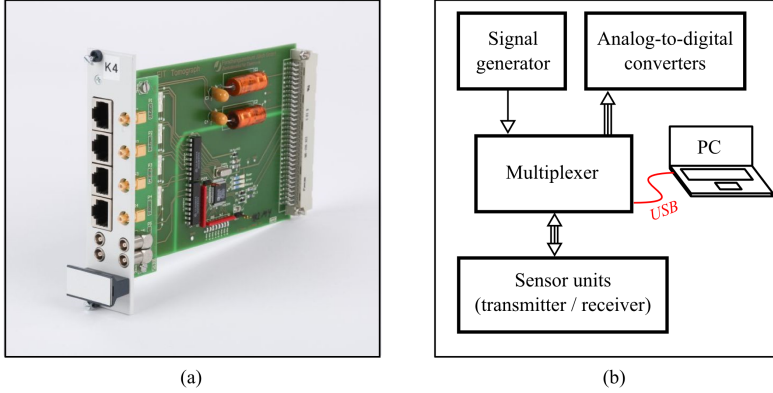 K4
Signal
generator
Analog-to-digital
converters
Multiplexer
PC
USB
Sensor units
(transmitter / receiver)
(a)
(b)